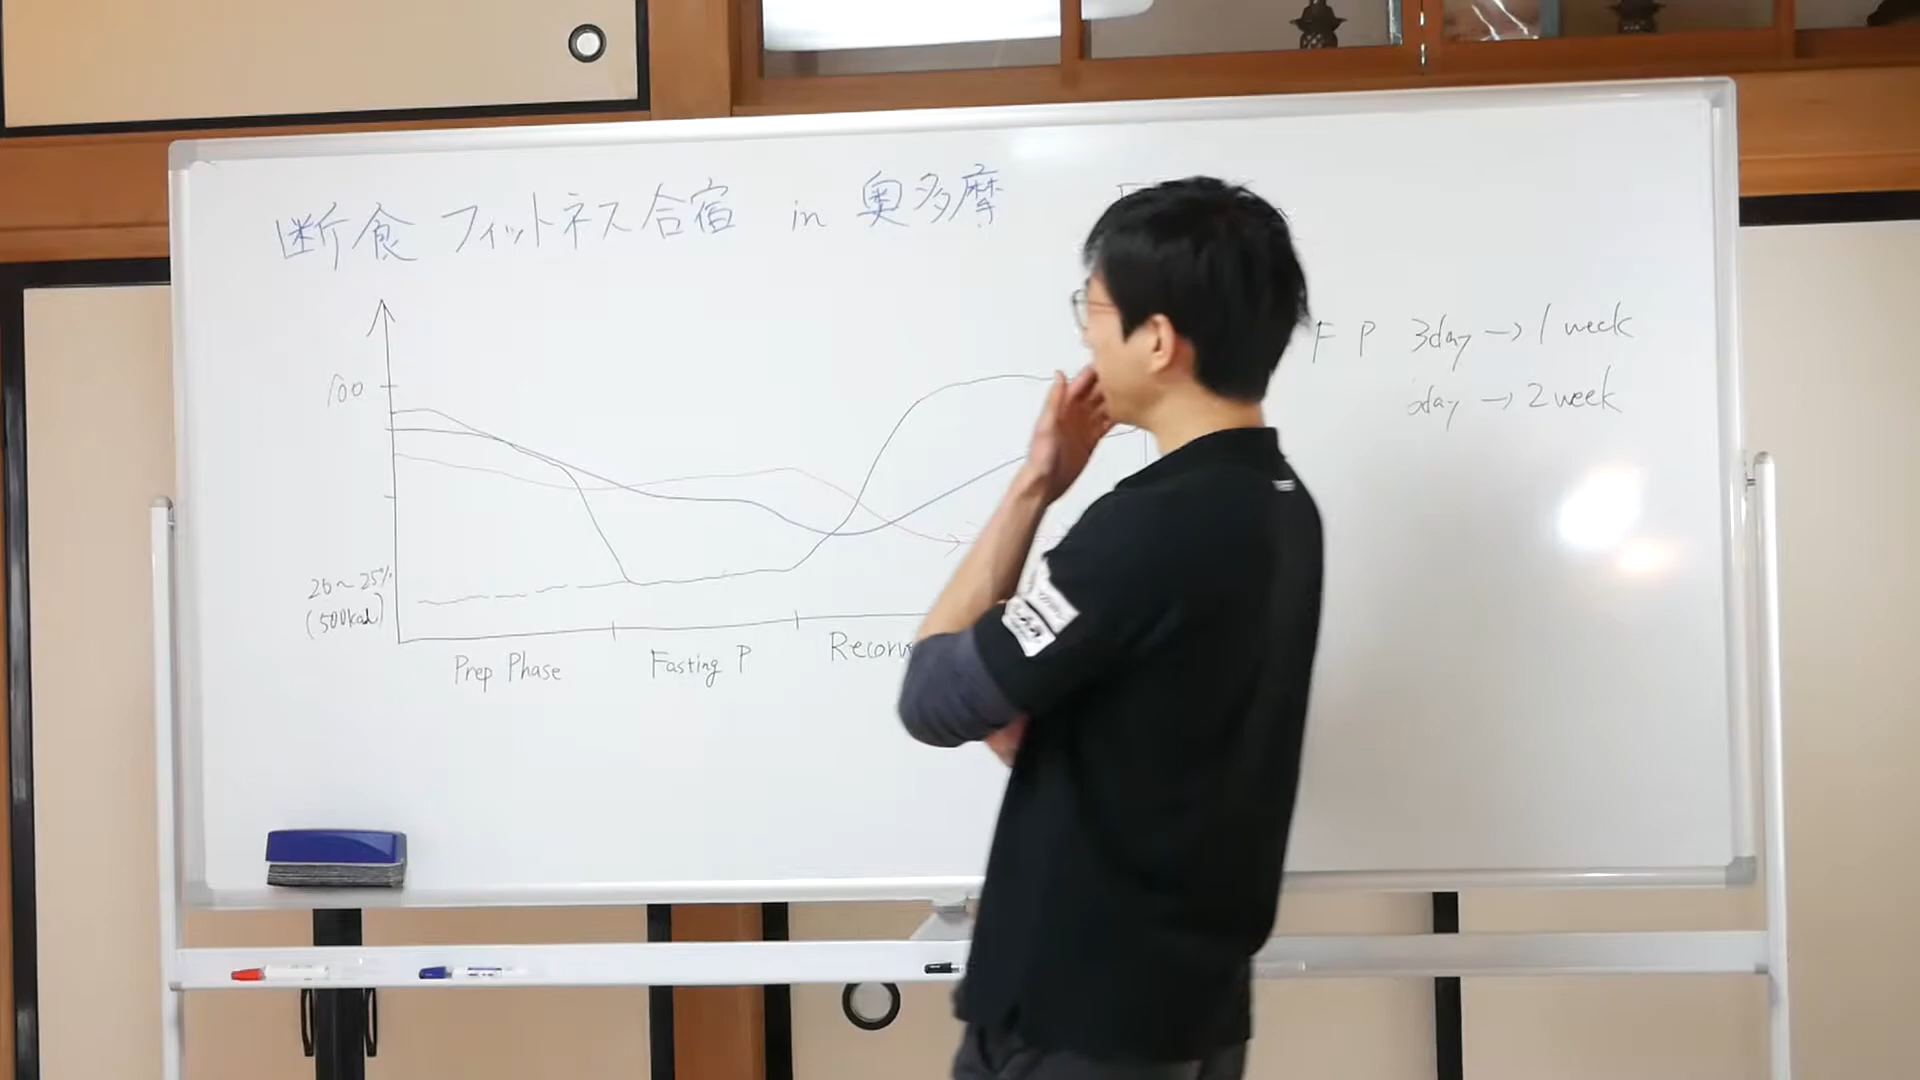 断食 フィットネス合宿 in 奥多摩
100
20~25%
(500kcal)
Prep Phase
Fasting P
Recorv
F P 3day → 1 week
day → 2 week